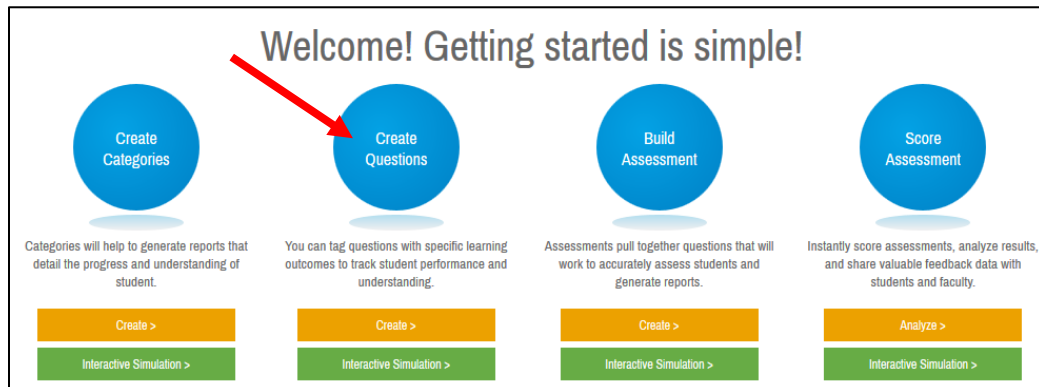 Welcome! Getting started is simple!
Create
Categories
Categories will help to generate reports that
detail the progress and understanding of
student.
Create >
Interactive Simulation >
Create
Questions
You can tag questions with specific learning
outcomes to track student performance and
understanding.
Create >
Interactive Simulation >
Build
Assessment
Assessments pull together questions that will
work to accurately assess students and
generate reports.
Create >
Interactive Simulation >
Score
Assessment
Instantly score assessments, analyze results,
and share valuable feedback data with
students and faculty.
Analyze >
Interactive Simulation >